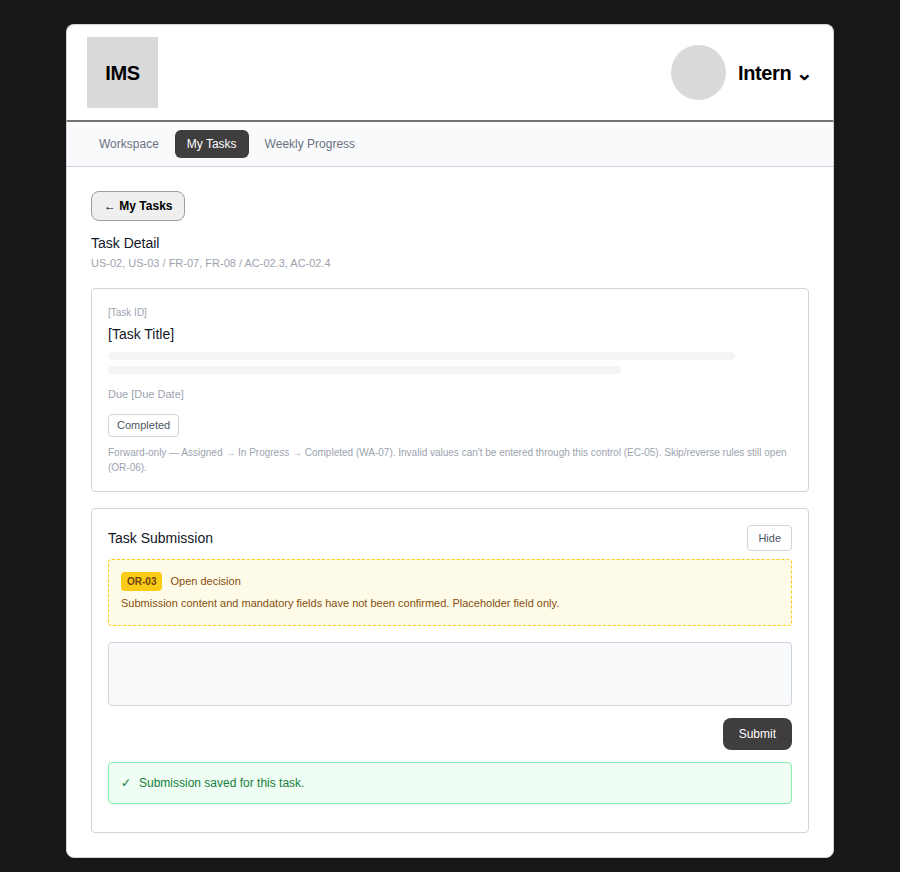 IMS
Intern
Workspace
My Tasks
Weekly Progress
← My Tasks
Task Detail
US-02, US-03 / FR-07, FR-08 / AC-02.3, AC-02.4
[Task ID]
[Task Title]
Due [Due Date]
Completed
Forward-only — Assigned → In Progress → Completed (WA-07). Invalid values can't be entered through this control (EC-05). Skip/reverse rules still open
(OR-06).
Task Submission
Hide
OR-03 Open decision
Submission content and mandatory fields have not been confirmed. Placeholder field only.
Submit
✓ Submission saved for this task.